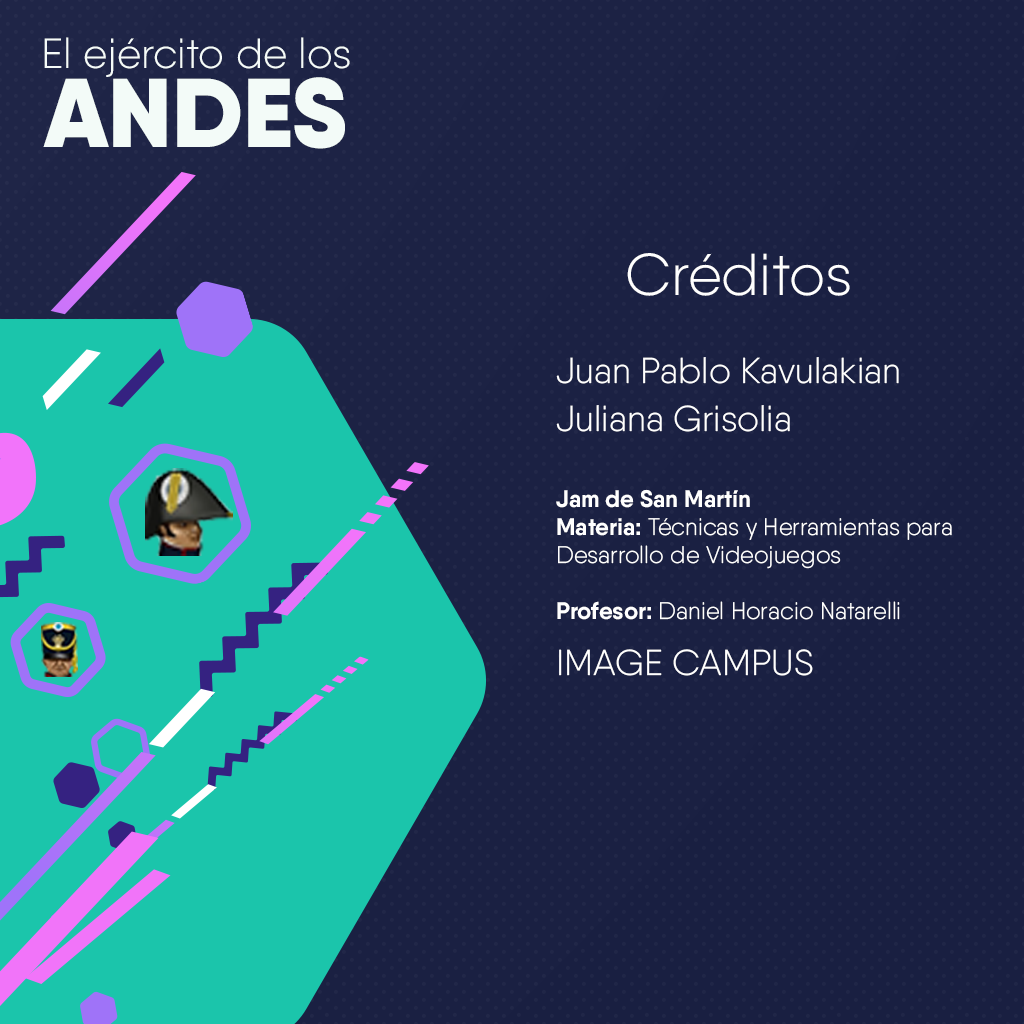 El ejército de los
ANDES
Créditos
Juan Pablo Kavulakian
Juliana Grisolia
Jam de San Martín
Materia: Técnicas y Herramientas para
Desarrollo de Videojuegos
Profesor: Daniel Horacio Natarelli
IMAGE CAMPUS